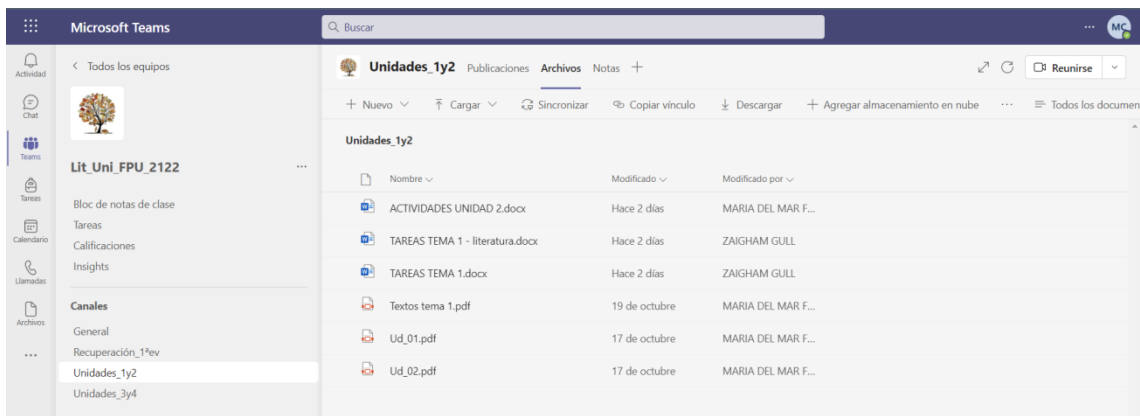 Microsoft Teams
Buscar
MC
Actividad
Chat
Teams
Tareas
Calendario
Llamadas
Archivos
Todos los equipos
Lit_Uni_FPU_2122
Bloc de notas de clase
Tareas
Calificaciones
Insights
Canales
General
Recuperación_1ªev
Unidades_1y2
Unidades_3y4
Unidades_1y2 Publicaciones Archivos Notas Reunirse
Nuevo Cargar Sincronizar Copiar vínculo Descargar Agregar almacenamiento en nube Todos los documen
Unidades_1y2
Nombre Modificado Modificado por
ACTIVIDADES UNIDAD 2.docx Hace 2 días MARIA DEL MAR F...
TAREAS TEMA 1 - literatura.docx Hace 2 días ZAIGHAM GULL
TAREAS TEMA 1.docx Hace 2 días ZAIGHAM GULL
Textos tema 1.pdf 19 de octubre MARIA DEL MAR F...
Ud_01.pdf 17 de octubre MARIA DEL MAR F...
Ud_02.pdf 17 de octubre MARIA DEL MAR F...